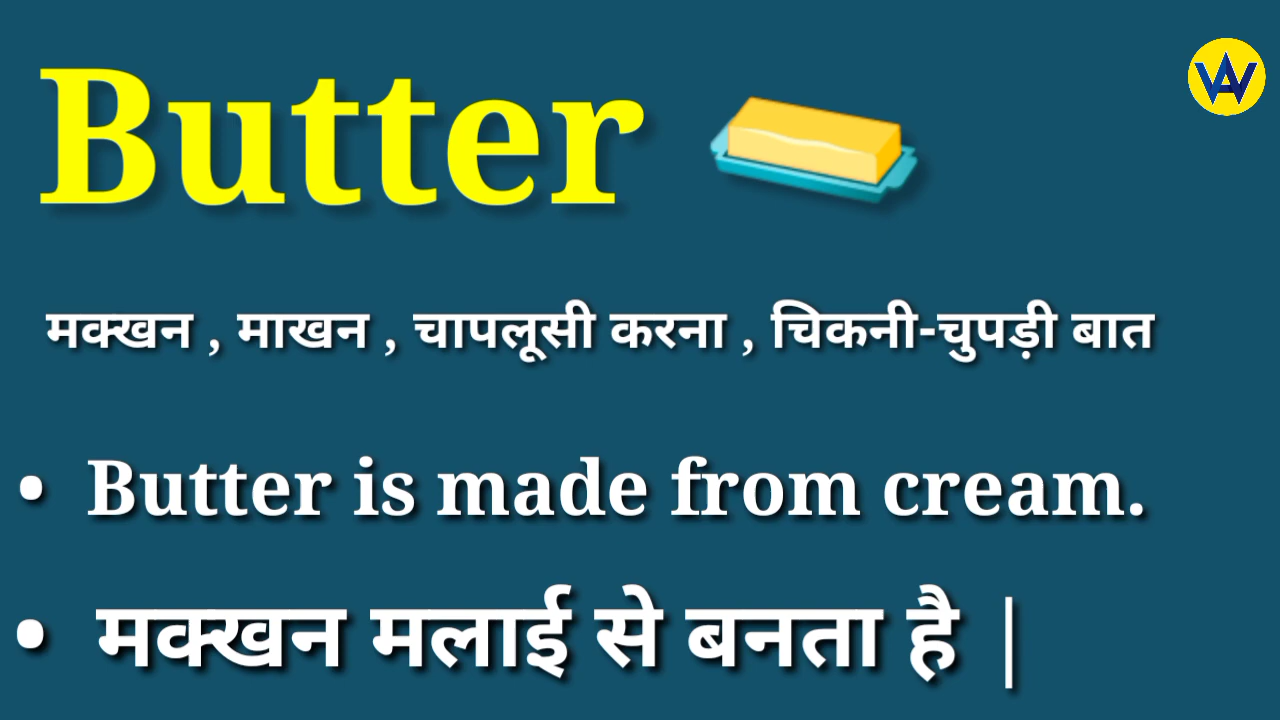 Butter
मक्खन , माखन , चापलूसी करना , चिकनी-चुपड़ी बात
• Butter is made from cream.
• मक्खन मलाई से बनता है |